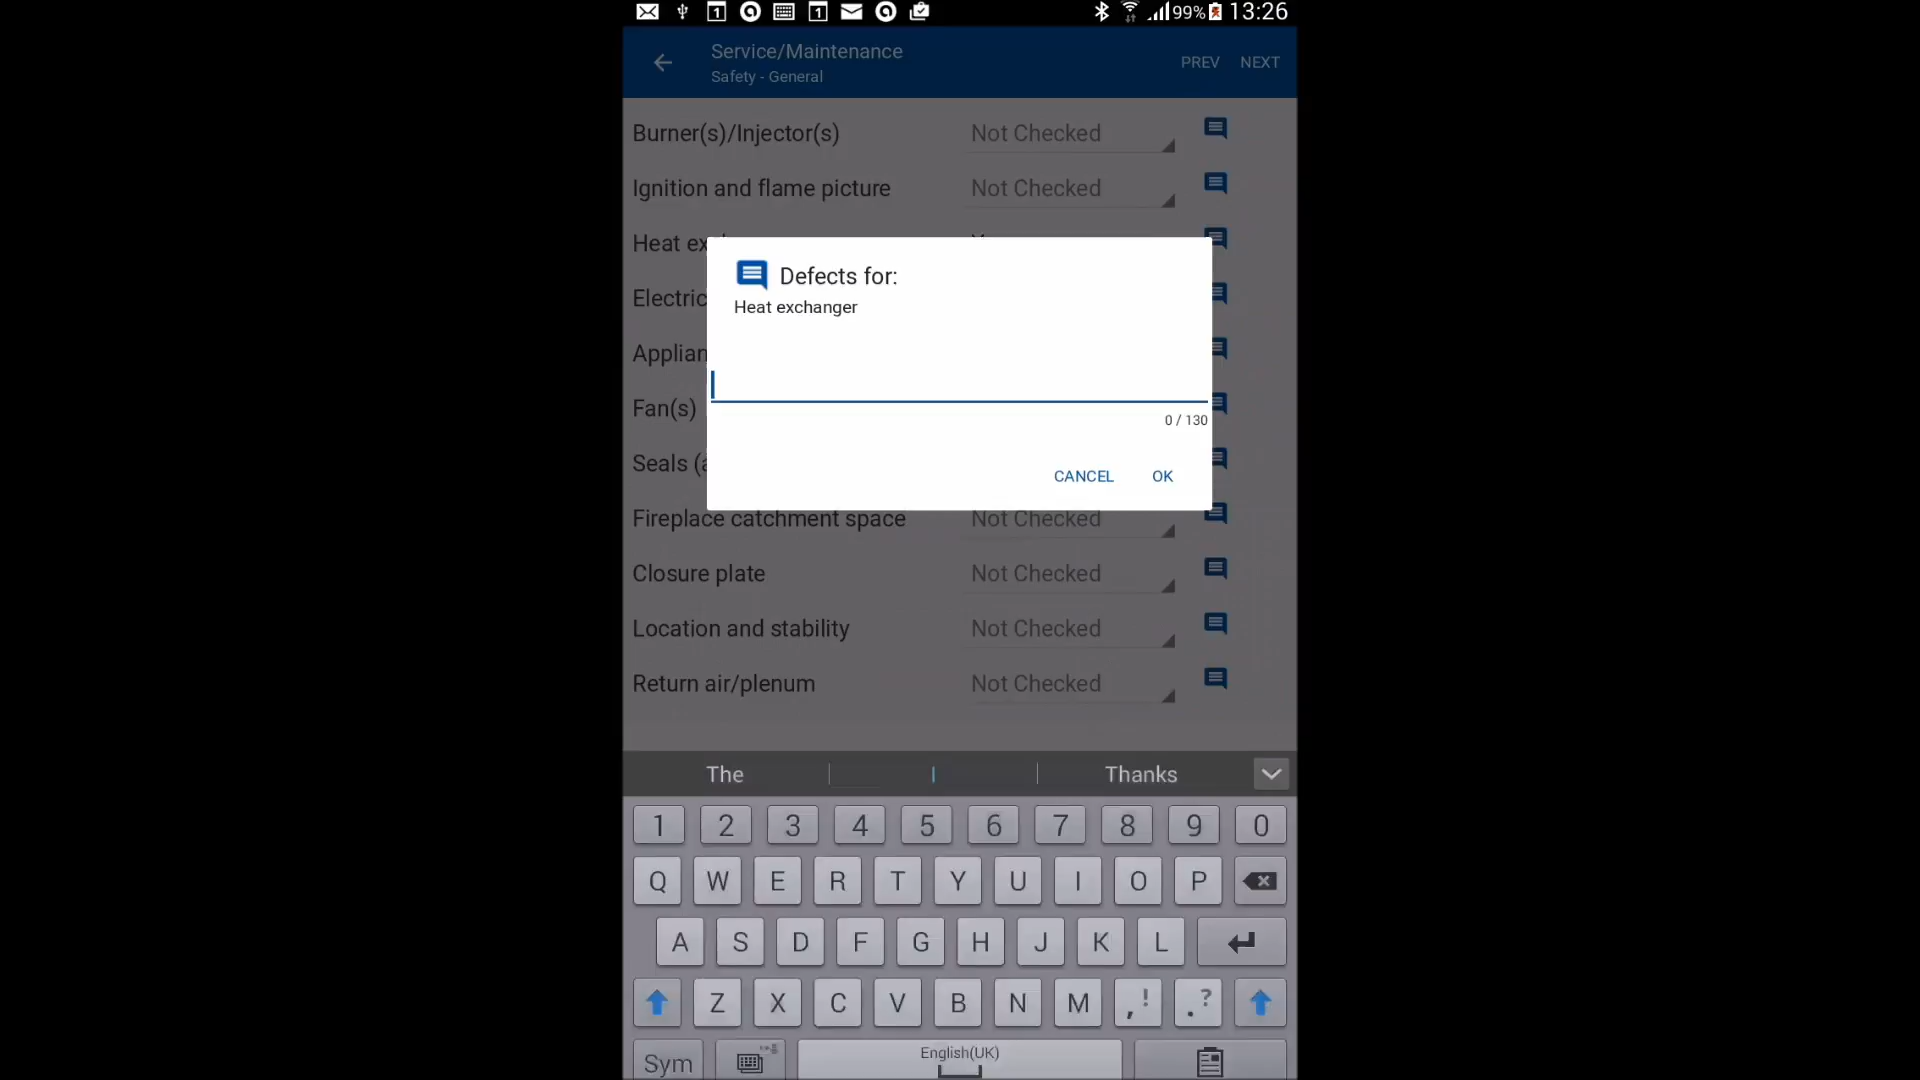 1 1 99% 13:26
Service/Maintenance
Safety - General
PREV NEXT
Burner(s)/Injector(s) Not Checked
Ignition and flame picture Not Checked
Heat ex
Defects for:
Heat exchanger
Electric
Applian
Fan(s)
0 / 130
Seals (
CANCEL OK
Fireplace catchment space Not Checked
Closure plate Not Checked
Location and stability Not Checked
Return air/plenum Not Checked
The Thanks
1 2 3 4 5 6 7 8 9 0
Q W E R T Y U I O P
A S D F G H J K L
Z X C V B N M , ! . ?
Sym English(UK)